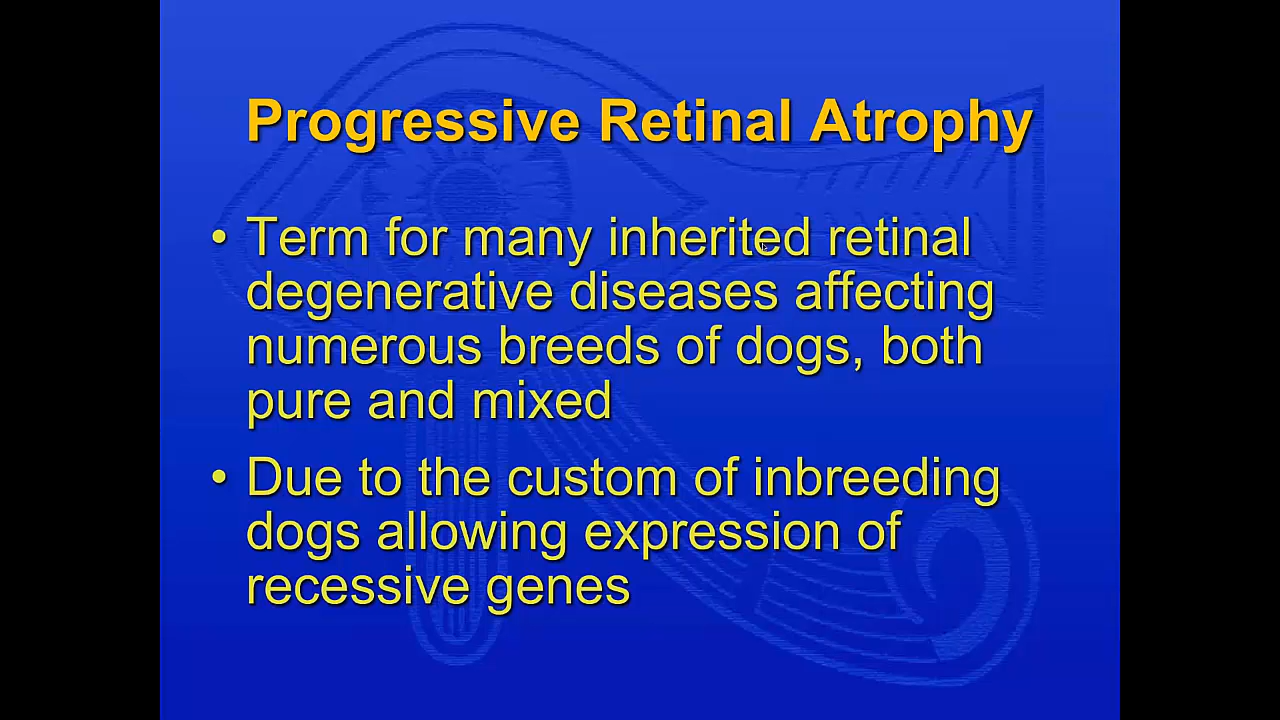 Progressive Retinal Atrophy
• Term for many inherited retinal
degenerative diseases affecting
numerous breeds of dogs, both
pure and mixed
• Due to the custom of inbreeding
dogs allowing expression of
recessive genes